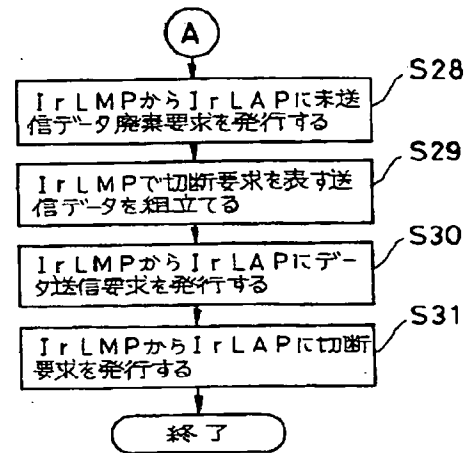 A
S28
IrLMPからIrLAPに未送
信データ廃棄要求を発行する
S29
IrLMPで切断要求を表す送
信データを組立てる
S30
IrLMPからIrLAPにデー
タ送信要求を発行する
S31
IrLMPからIrLAPに切断
要求を発行する
終了